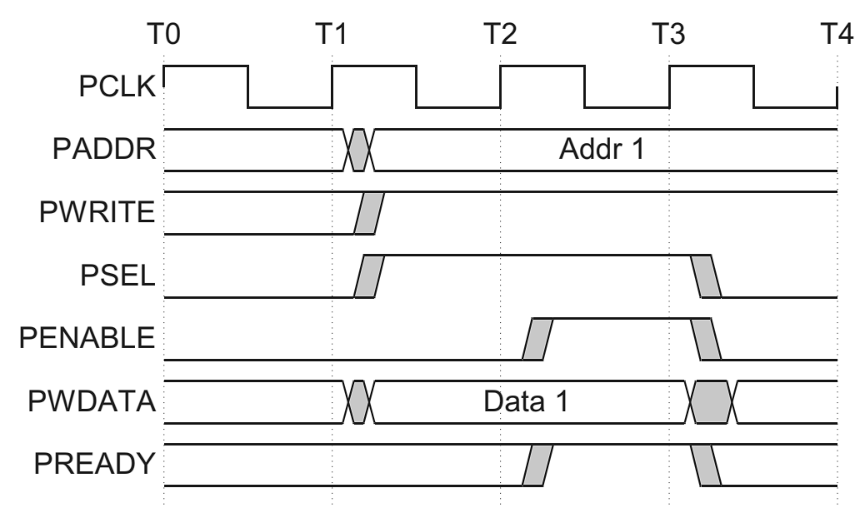 T0 T1 T2 T3 T4
PCLK
PADDR Addr 1
PWRITE
PSEL
PENABLE
PWDATA Data 1
PREADY